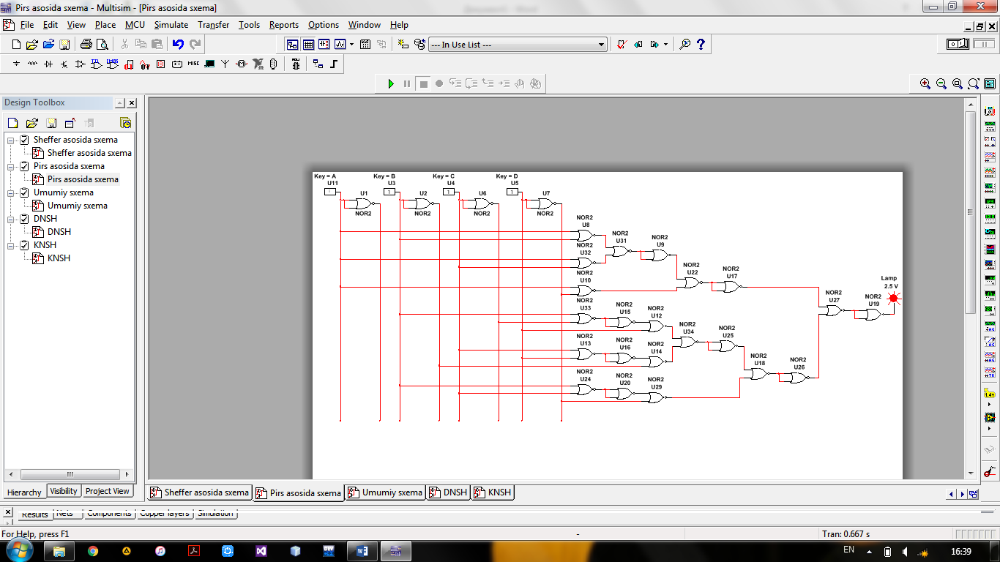 Pirs asosida sxema - Multisim - [Pirs asosida sxema]
File Edit View Place MCU Simulate Transfer Tools Reports Options Window Help
--- In Use List ---
MISC
Design Toolbox
Sheffer asosida sxema
Sheffer asosida sxema
Pirs asosida sxema
Pirs asosida sxema
Umumiy sxema
Umumiy sxema
DNSH
DNSH
KNSH
KNSH
Hierarchy Visibility Project View
Key = A Key = B Key = C Key = D
U11 U3 U4 U5
U1 U2 U6 U7
1 1 1
NOR2 NOR2 NOR2 NOR2
NOR2
U8
NOR2
U31
NOR2
U9
NOR2
U32
NOR2
U22
NOR2
U17
NOR2
U10
Lamp
2.5 V
NOR2
U27
NOR2
U19
NOR2
U33
NOR2
U15
NOR2
U12
NOR2
U34
NOR2
U25
NOR2
U13
NOR2
U16
NOR2
U14
NOR2
U18
NOR2
U26
NOR2
U24
NOR2
U20
NOR2
U29
Sheffer asosida sxema Pirs asosida sxema Umumiy sxema DNSH KNSH
Results Nets Components Copper layers Simulation
For Help, press F1 - Tran: 0.667 s
EN 16:39